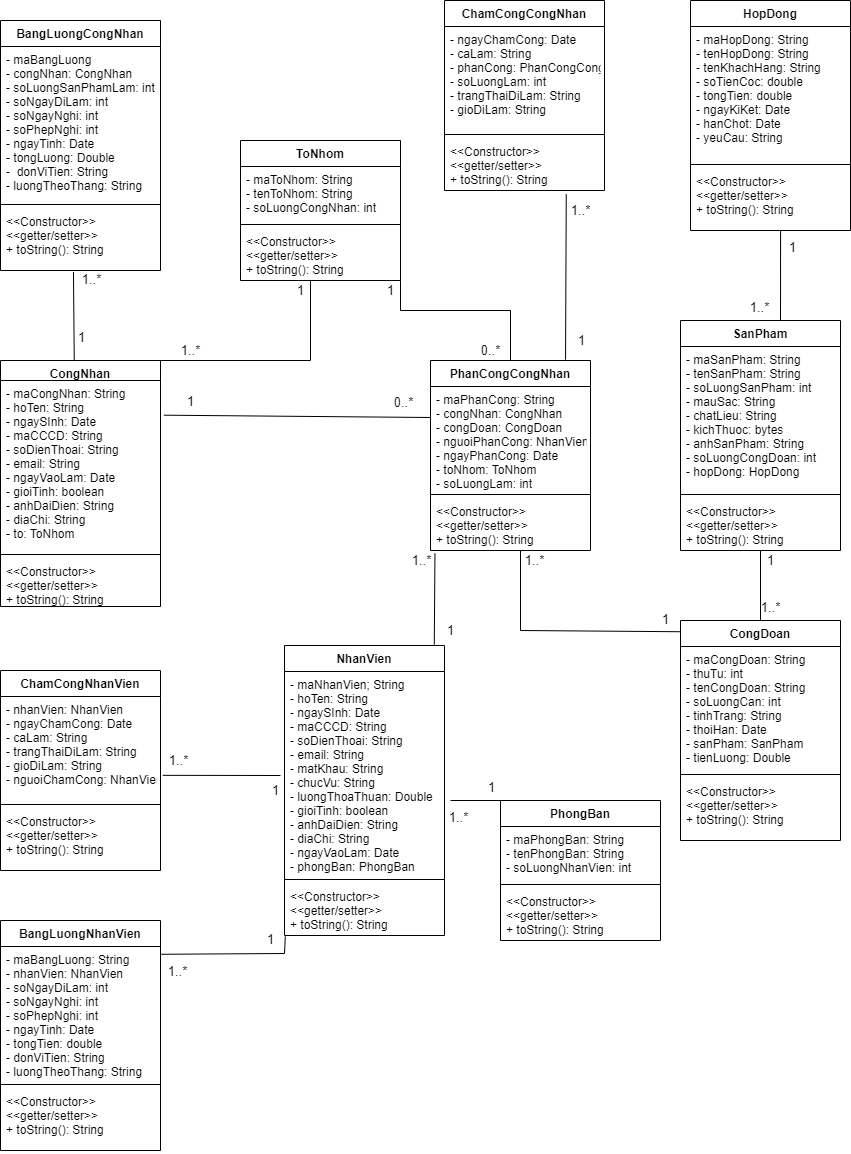 BangLuongCongNhan
- maBangLuong
- congNhan: CongNhan
- soLuongSanPhamLam: int
- soNgayDiLam: int
- soNgayNghi: int
- soPhepNghi: int
- ngayTinh: Date
- tongLuong: Double
- donViTien: String
- luongTheoThang: String
<<Constructor>>
<<getter/setter>>
+ toString(): String
1..*
1
ToNhom
- maToNhom: String
- tenToNhom: String
- soLuongCongNhan: int
<<Constructor>>
<<getter/setter>>
+ toString(): String
1
1
1..*
0..*
ChamCongCongNhan
- ngayChamCong: Date
- caLam: String
- phanCong: PhanCongCong
- soLuongLam: int
- trangThaiDiLam: String
- gioDiLam: String
<<Constructor>>
<<getter/setter>>
+ toString(): String
1..*
1
HopDong
- maHopDong: String
- tenHopDong: String
- tenKhachHang: String
- soTienCoc: double
- tongTien: double
- ngayKiKet: Date
- hanChot: Date
- yeuCau: String
<<Constructor>>
<<getter/setter>>
+ toString(): String
1
1..*
CongNhan
- maCongNhan: String
- hoTen: String
- ngaySInh: Date
- maCCCD: String
- soDienThoai: String
- email: String
- ngayVaoLam: Date
- gioiTinh: boolean
- anhDaiDien: String
- diaChi: String
- to: ToNhom
<<Constructor>>
<<getter/setter>>
+ toString(): String
1
0..*
PhanCongCongNhan
- maPhanCong: String
- congNhan: CongNhan
- congDoan: CongDoan
- nguoiPhanCong: NhanVien
- ngayPhanCong: Date
- toNhom: ToNhom
- soLuongLam: int
<<Constructor>>
<<getter/setter>>
+ toString(): String
1..*
1..*
1
1
SanPham
- maSanPham: String
- tenSanPham: String
- soLuongSanPham: int
- mauSac: String
- chatLieu: String
- kichThuoc: bytes
- anhSanPham: String
- soLuongCongDoan: int
- hopDong: HopDong
<<Constructor>>
<<getter/setter>>
+ toString(): String
1
1..*
CongDoan
- maCongDoan: String
- thuTu: int
- tenCongDoan: String
- soLuongCan: int
- tinhTrang: String
- thoiHan: Date
- sanPham: SanPham
- tienLuong: Double
<<Constructor>>
<<getter/setter>>
+ toString(): String
ChamCongNhanVien
- nhanVien: NhanVien
- ngayChamCong: Date
- caLam: String
- trangThaiDiLam: String
- gioDiLam: String
- nguoiChamCong: NhanVie
<<Constructor>>
<<getter/setter>>
+ toString(): String
1..*
1
NhanVien
- maNhanVien; String
- hoTen: String
- ngaySInh: Date
- maCCCD: String
- soDienThoai: String
- email: String
- matKhau: String
- chucVu: String
- luongThoaThuan: Double
- gioiTinh: boolean
- anhDaiDien: String
- diaChi: String
- ngayVaoLam: Date
- phongBan: PhongBan
<<Constructor>>
<<getter/setter>>
+ toString(): String
1
1..*
PhongBan
- maPhongBan: String
- tenPhongBan: String
- soLuongNhanVien: int
<<Constructor>>
<<getter/setter>>
+ toString(): String
BangLuongNhanVien
- maBangLuong: String
- nhanVien: NhanVien
- soNgayDiLam: int
- soNgayNghi: int
- soPhepNghi: int
- ngayTinh: Date
- tongTien: double
- donViTien: String
- luongTheoThang: String
<<Constructor>>
<<getter/setter>>
+ toString(): String
1
1..*